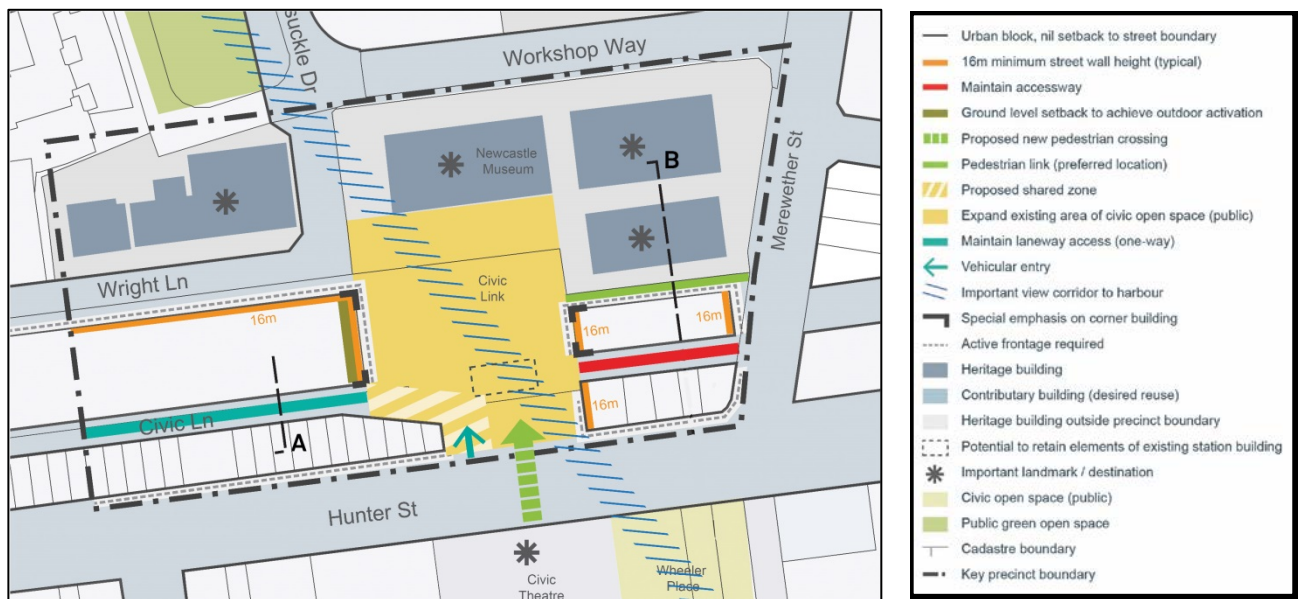 Workshop Way
suckle Dr
Newcastle
Museum
B
Merewether St
Wright Ln
Civic
Link
16m
16m
16m
16m
Civic Ln
A
Hunter St
Civic
Theatre
Wheeler
Place
Urban block, nil setback to street boundary
16m minimum street wall height (typical)
Maintain accessway
Ground level setback to achieve outdoor activation
Proposed new pedestrian crossing
Pedestrian link (preferred location)
Proposed shared zone
Expand existing area of civic open space (public)
Maintain laneway access (one-way)
Vehicular entry
Important view corridor to harbour
Special emphasis on corner building
Active frontage required
Heritage building
Contributary building (desired reuse)
Heritage building outside precinct boundary
Potential to retain elements of existing station building
Important landmark / destination
Civic open space (public)
Public green open space
Cadastre boundary
Key precinct boundary